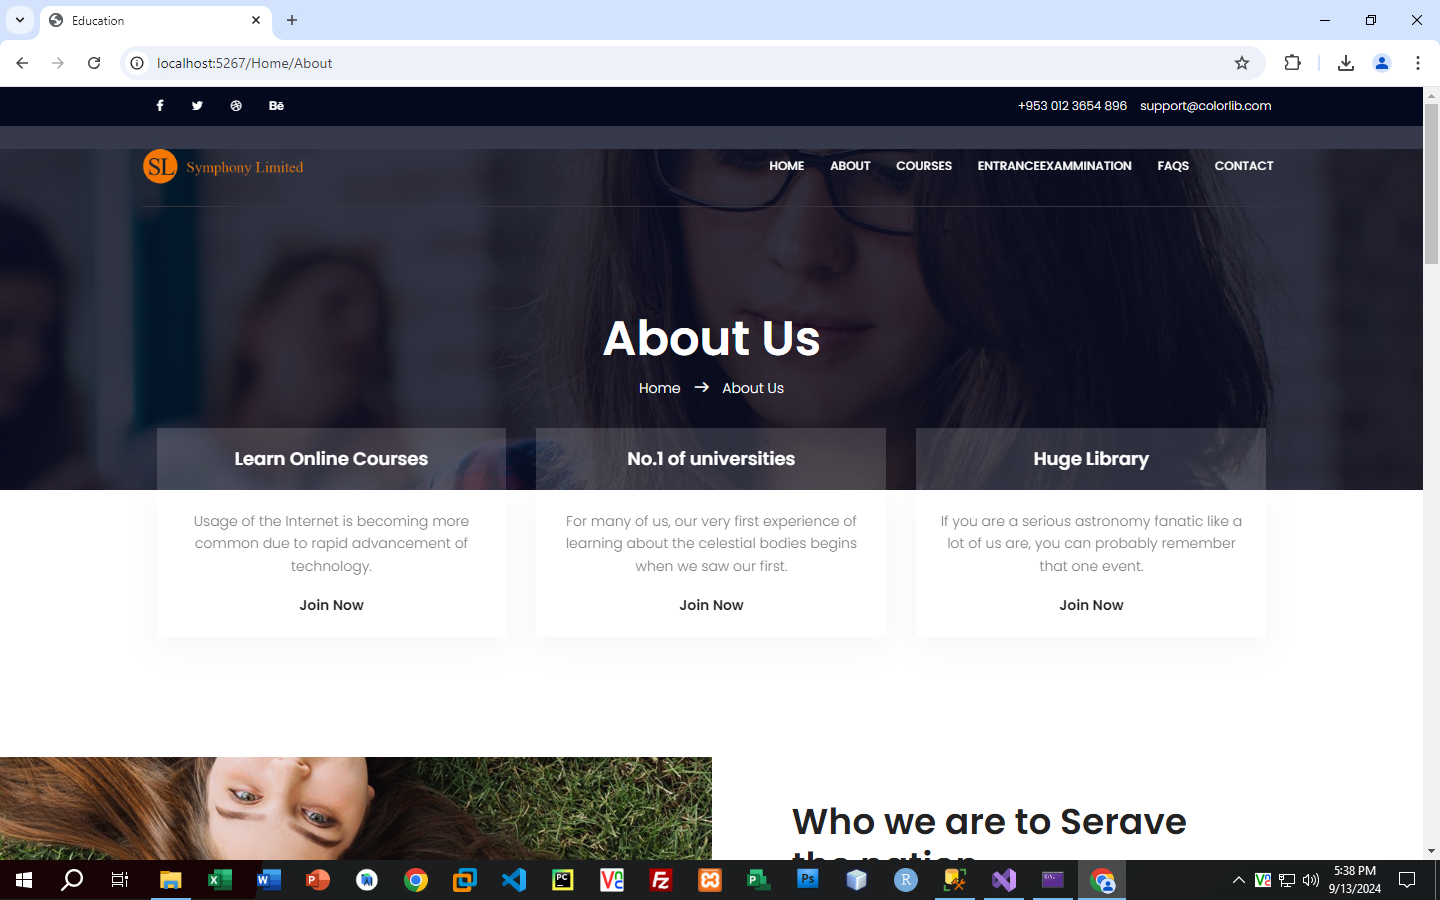 Education
localhost:5267/Home/About
+953 012 3654 896 support@colorlib.com
SL Symphony Limited
HOME ABOUT COURSES ENTRANCEEXAMMINATION FAQS CONTACT
About Us
Home → About Us
Learn Online Courses
Usage of the Internet is becoming more
common due to rapid advancement of
technology.
Join Now
No.1 of universities
For many of us, our very first experience of
learning about the celestial bodies begins
when we saw our first.
Join Now
Huge Library
If you are a serious astronomy fanatic like a
lot of us are, you can probably remember
that one event.
Join Now
Who we are to Serave
the nation
5:38 PM
9/13/2024